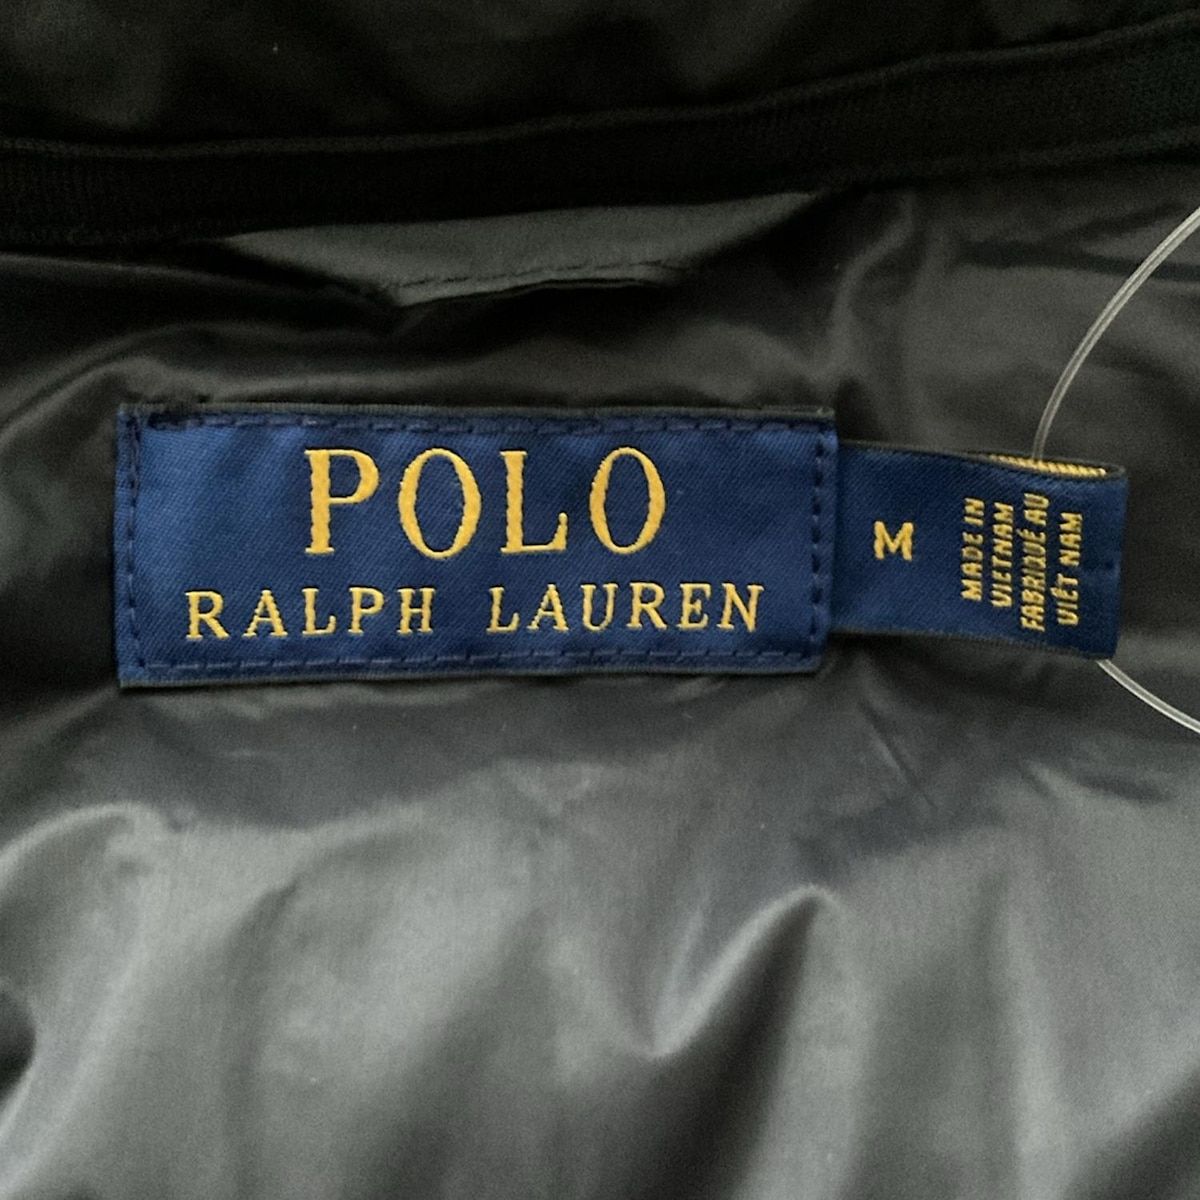 POLO
RALPH LAUREN
M
MADE IN
VIETNAM
FABRIQUÉ AU
VIÊT NAM